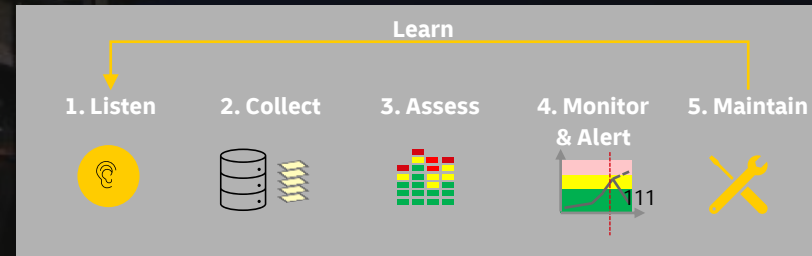 Learn
1. Listen
2. Collect
3. Assess
4. Monitor
& Alert
5. Maintain
111